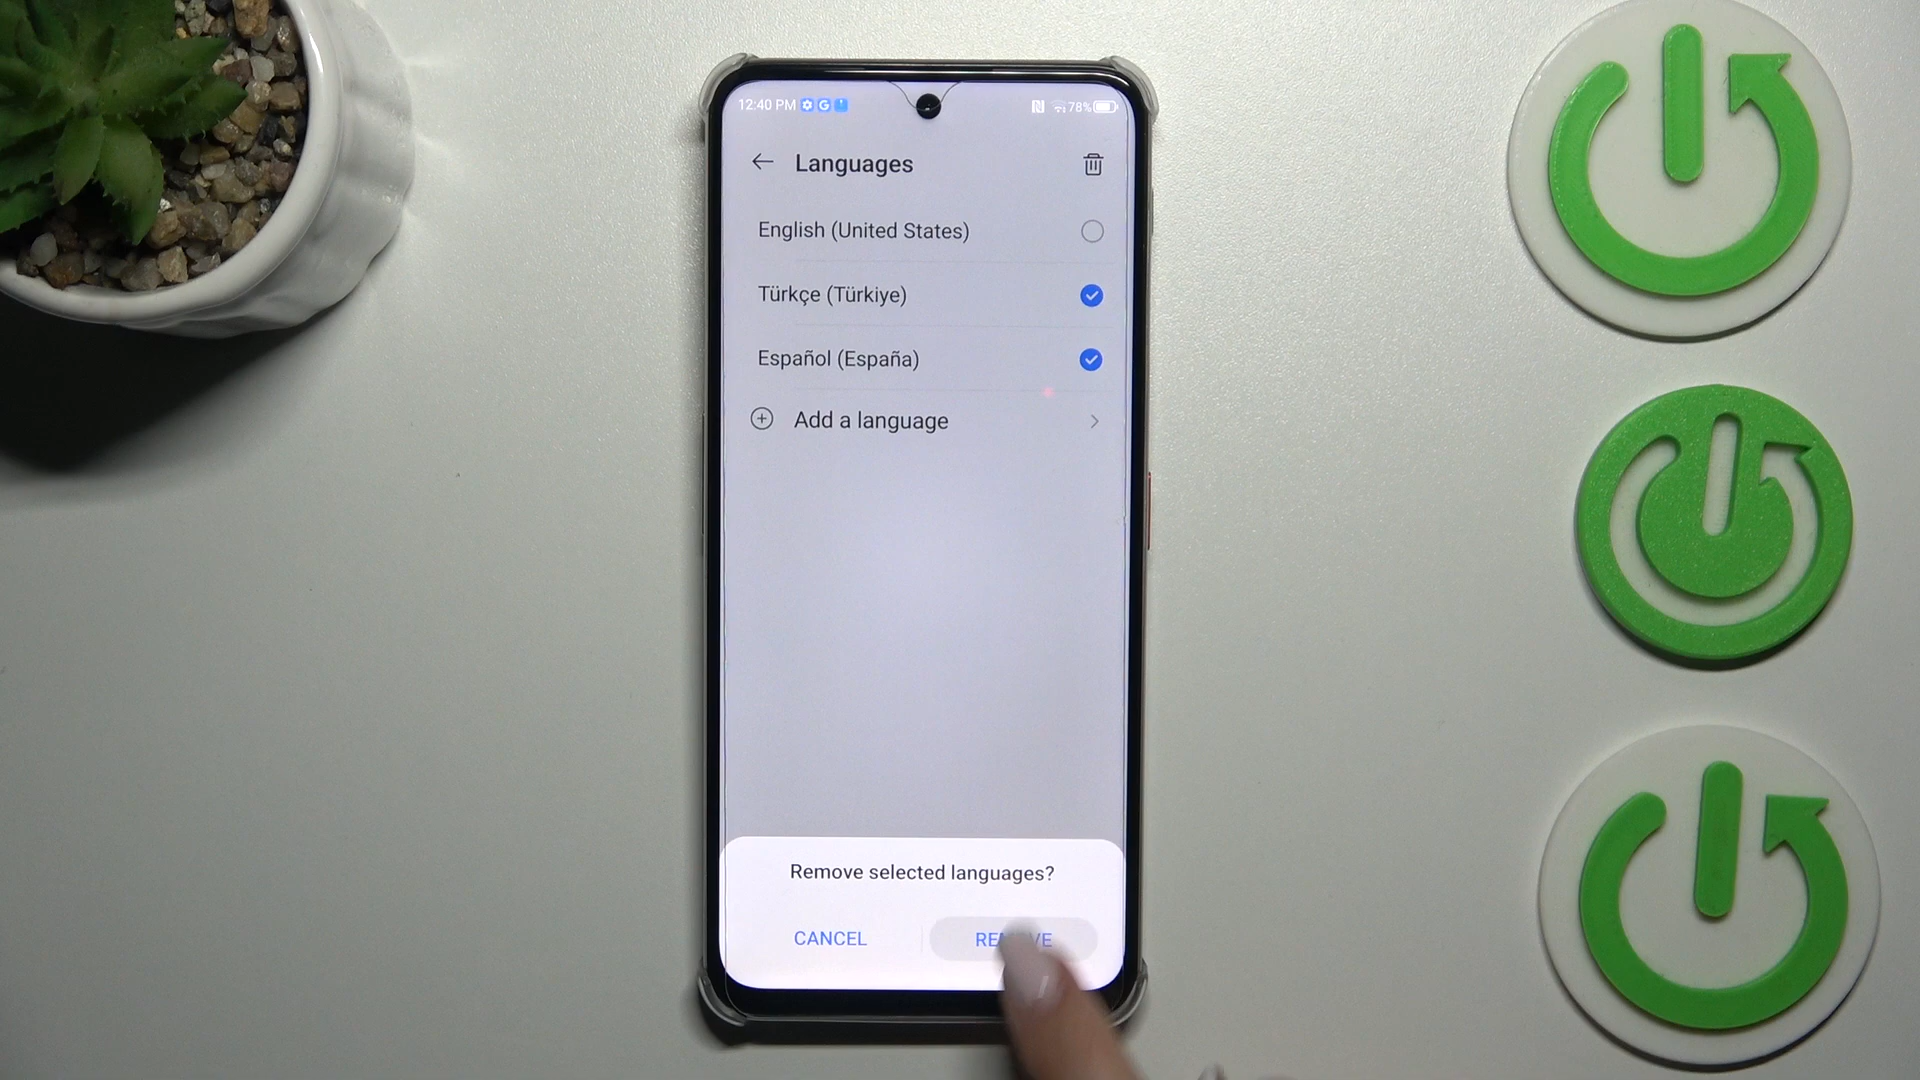 12:40 PM 78%
Languages
English (United States)
Türkçe (Türkiye)
Español (España)
Add a language
Remove selected languages?
CANCEL